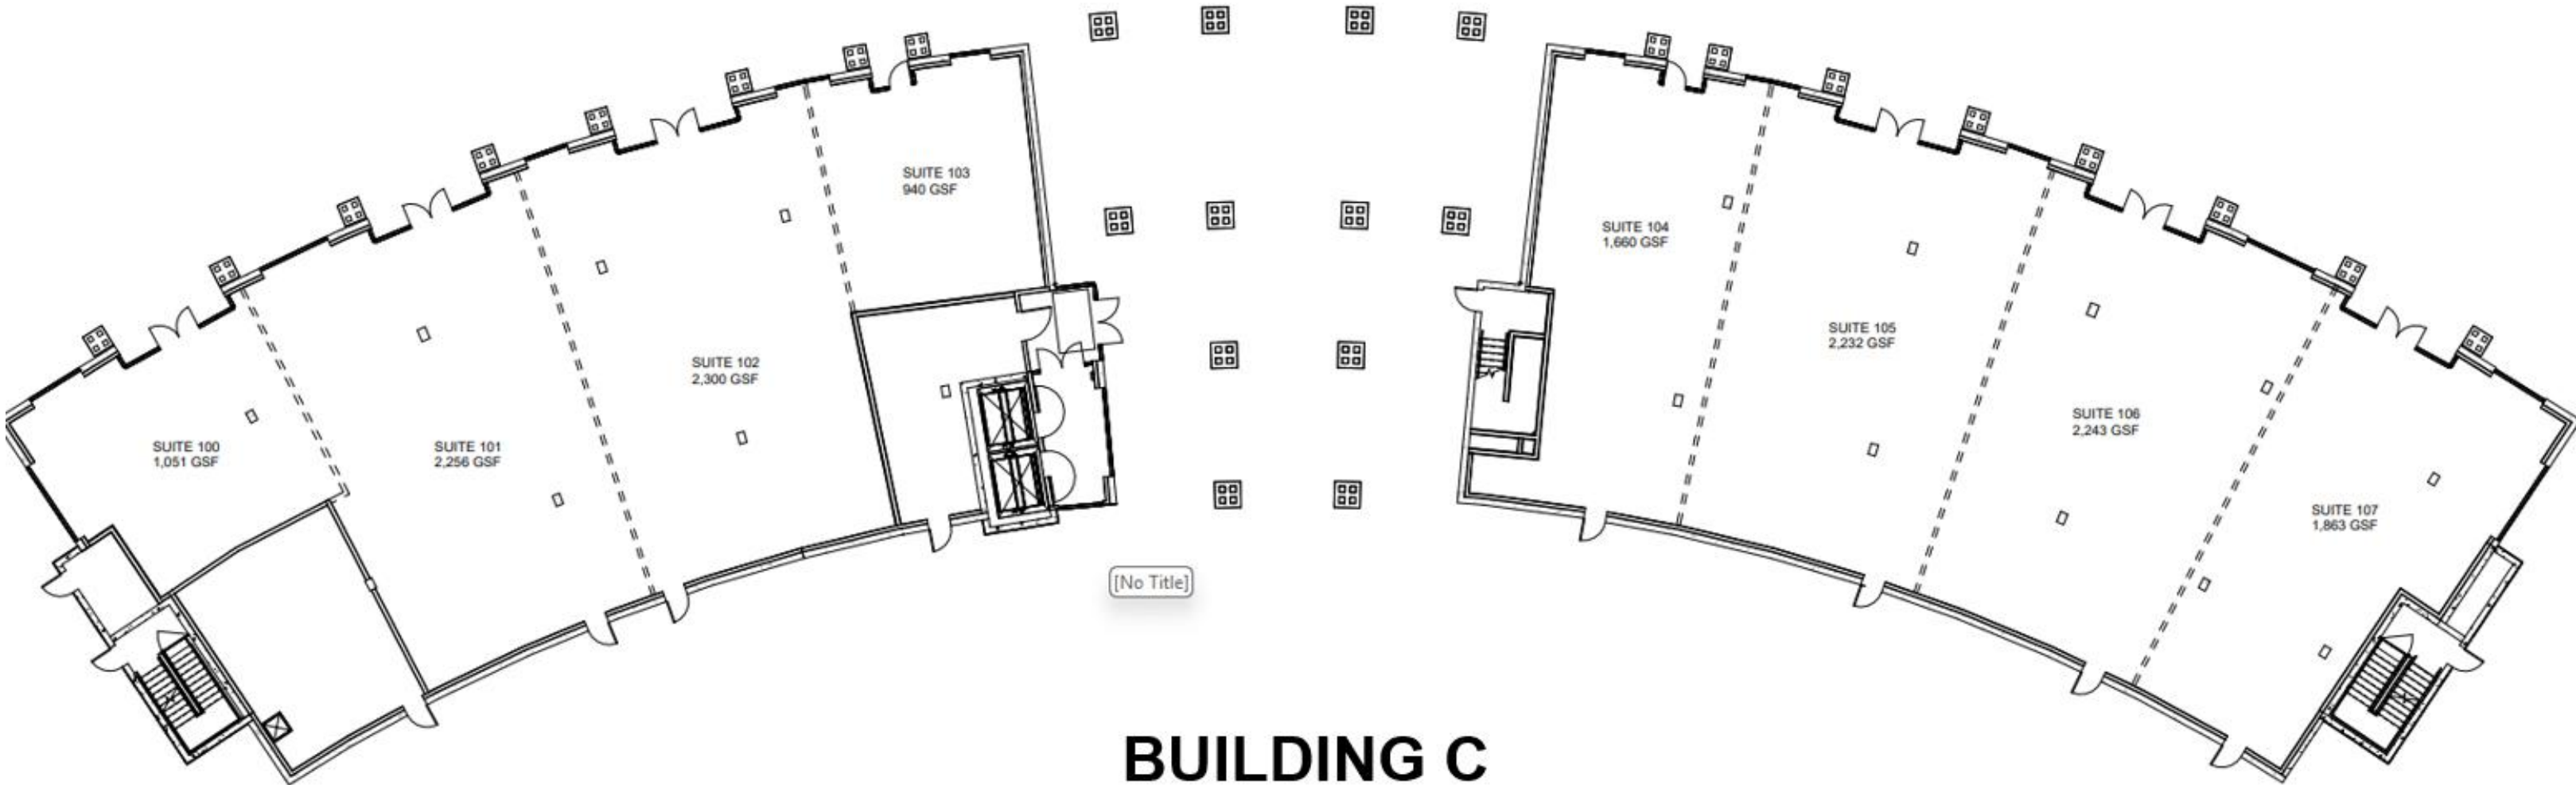 SUITE 103
940 GSF
SUITE 104
1,660 GSF
SUITE 102
2,300 GSF
SUITE 105
2,232 GSF
SUITE 100
1,051 GSF
SUITE 101
2,256 GSF
SUITE 106
2,243 GSF
SUITE 107
1,863 GSF
[No Title]
BUILDING C